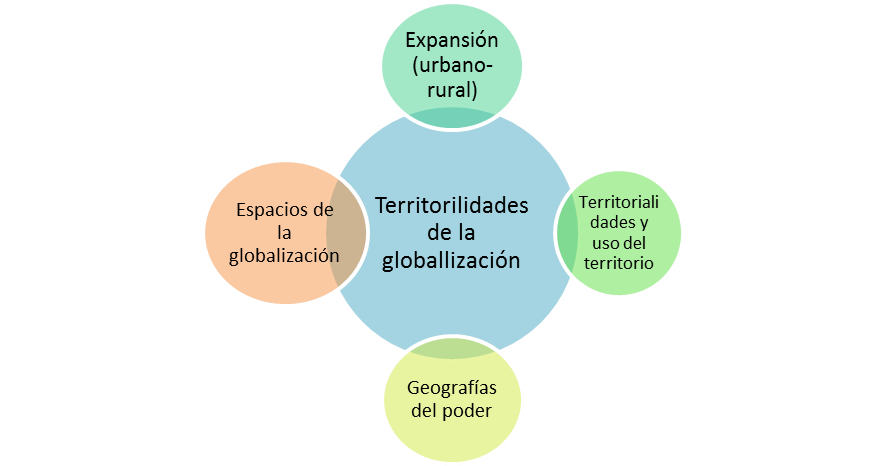 Expansión
(urbano-
rural)
Territorilidades
de la
globallización
Espacios de
la
globalización
Territoriali
dades y
uso del
territorio
Geografías
del poder